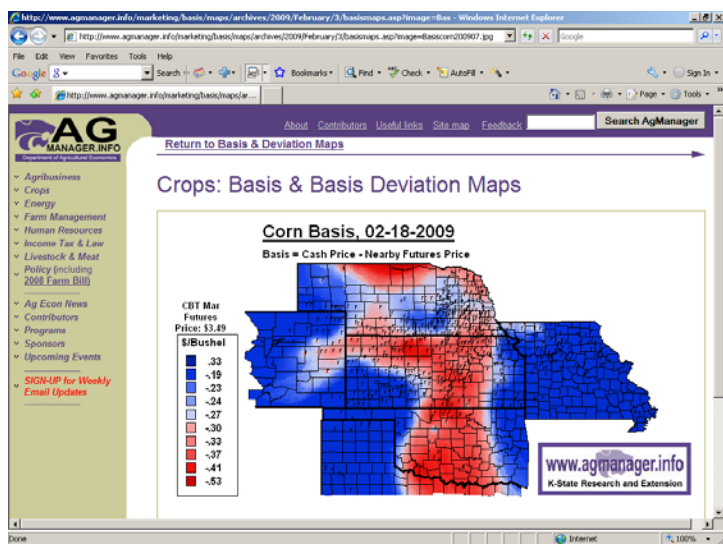 http://www.agmanager.info/marketing/basis/maps/archives/2009/February/3/basismaps.asp?image=Bas - Windows Internet Explorer
http://www.agmanager.info/marketing/basis/maps/archives/2009/February/3/basismaps.asp?image=Basiscorn200907.jpg
Google
File Edit View Favorites Tools Help
Google Search Bookmarks Find Check AutoFill Sign In
http://www.agmanager.info/marketing/basis/maps/ar... Page Tools
AG
MANAGER.INFO
Department of Agricultural Economics
About Contributors Useful links Site map Feedback Search AgManager
Return to Basis & Deviation Maps
Agribusiness
Crops
Energy
Farm Management
Human Resources
Income Tax & Law
Livestock & Meat
Policy (including
2008 Farm Bill)
Ag Econ News
Contributors
Programs
Sponsors
Upcoming Events
SIGN-UP for Weekly
Email Updates
Crops: Basis & Basis Deviation Maps
Corn Basis, 02-18-2009
Basis = Cash Price - Nearby Futures Price
CBT Mar
Futures
Price: $3.49
$/Bushel
.33
-.19
-.23
-.24
-.27
-.30
-.33
-.37
-.41
-.53
www.agmanager.info
K-State Research and Extension
Done Internet 100%